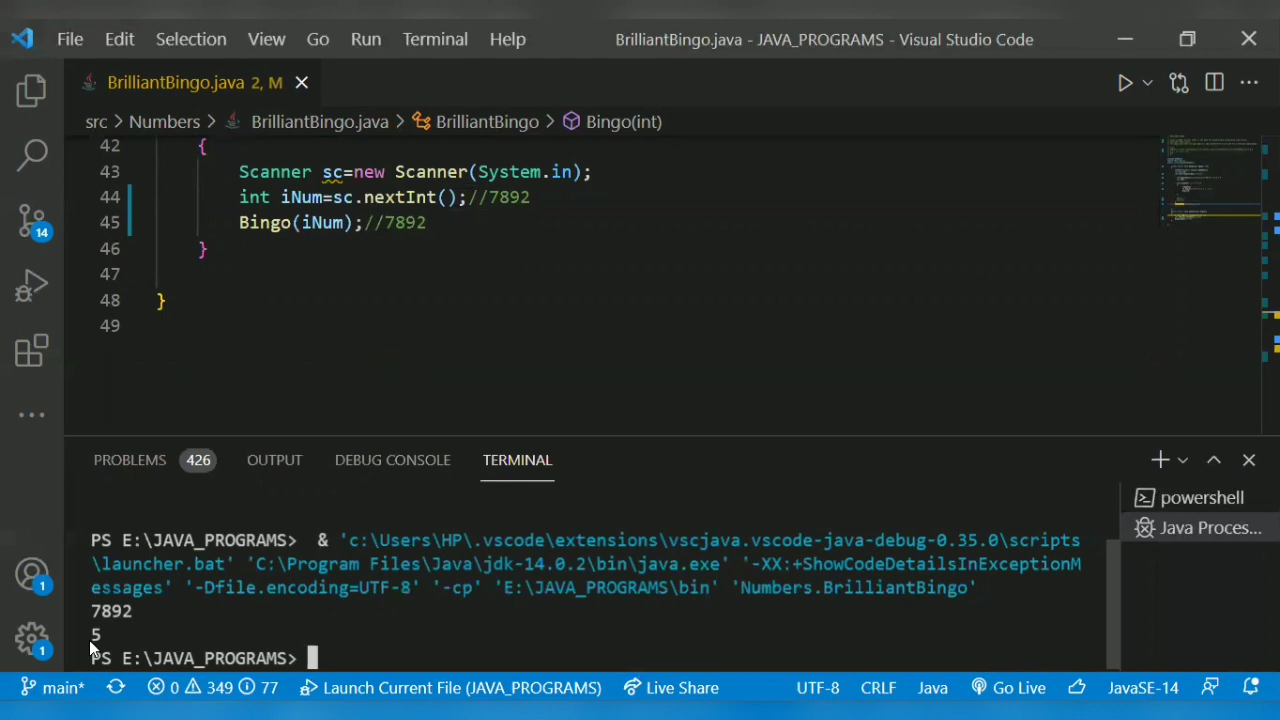 File Edit Selection View Go Run Terminal Help BrilliantBingo.java - JAVA_PROGRAMS - Visual Studio Code
BrilliantBingo.java 2, M
src > Numbers > BrilliantBingo.java > BrilliantBingo > Bingo(int)
42 {
43 Scanner sc=new Scanner(System.in);
44 int iNum=sc.nextInt();//7892
45 Bingo(iNum);//7892
46 }
47
48 }
49
14
PROBLEMS 426 OUTPUT DEBUG CONSOLE TERMINAL
powershell
Java Proces...
PS E:\JAVA_PROGRAMS> & 'c:\Users\HP\.vscode\extensions\vscjava.vscode-java-debug-0.35.0\scripts
\launcher.bat' 'C:\Program Files\Java\jdk-14.0.2\bin\java.exe' '-XX:+ShowCodeDetailsInExceptionM
essages' '-Dfile.encoding=UTF-8' '-cp' 'E:\JAVA_PROGRAMS\bin' 'Numbers.BrilliantBingo'
7892
5
PS E:\JAVA_PROGRAMS>
1
1
main* 0 349 77 Launch Current File (JAVA_PROGRAMS) Live Share UTF-8 CRLF Java Go Live JavaSE-14